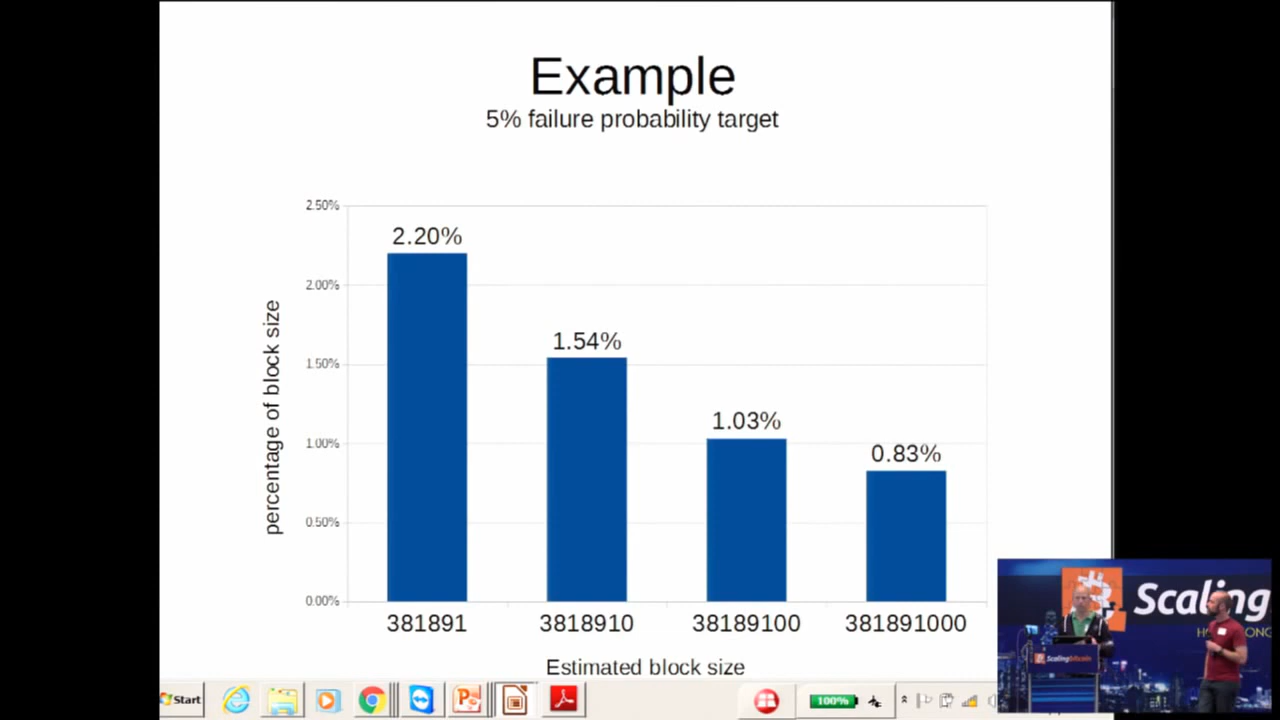 Example
5% failure probability target
percentage of block size
2.50%
2.00%
1.50%
1.00%
0.50%
0.00%
2.20%
1.54%
1.03%
0.83%
381891
3818910
38189100
381891000
Estimated block size
Scaling
Scalingbitcoin
Start
100%